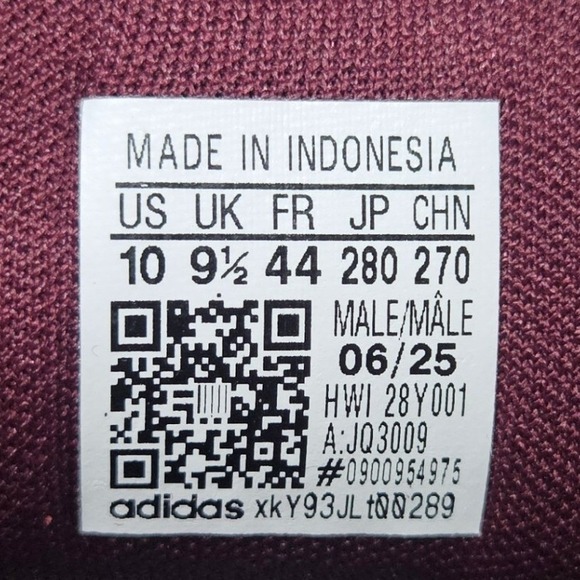 MADE IN INDONESIA
US UK FR JP CHN
10 9½ 44 280 270
MALE/MÂLE
06/25
HWI 28Y001
A:JQ3009
#0900954975
adidas xkY93JLt00289